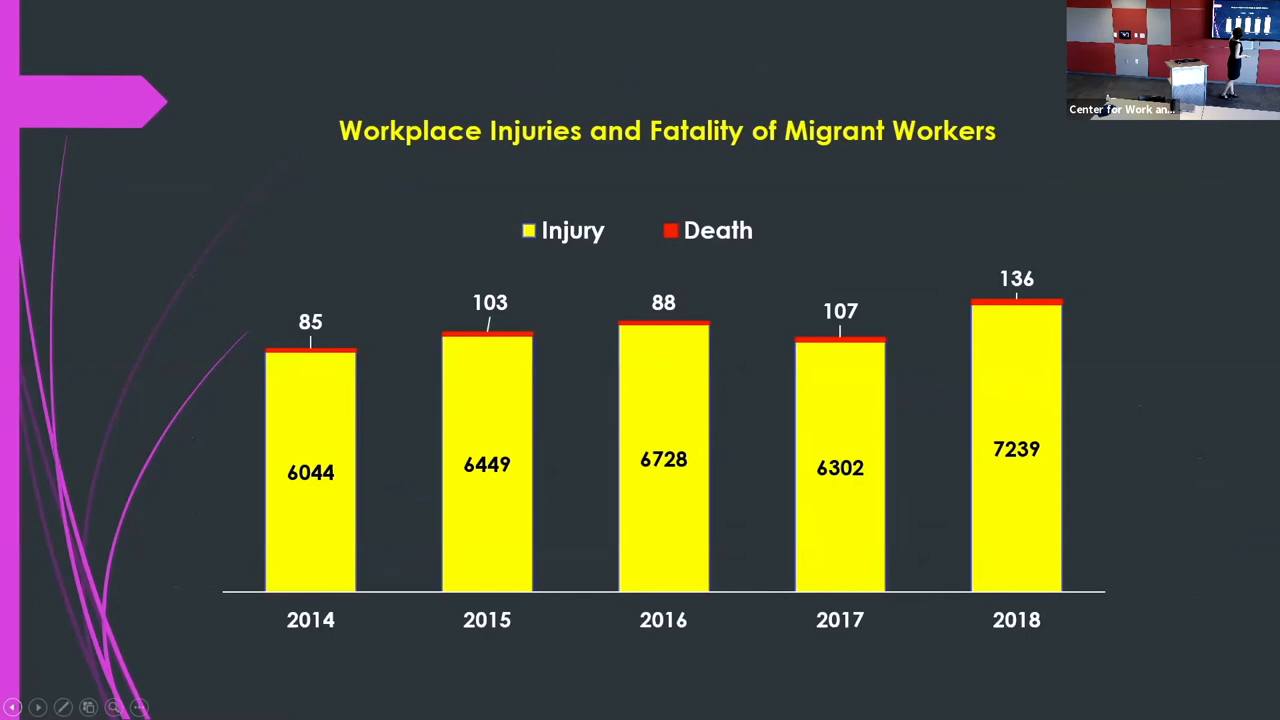 Center for Work an...
Workplace Injuries and Fatality of Migrant Workers
Injury Death
85 103 88 107 136
6044 6449 6728 6302 7239
2014 2015 2016 2017 2018